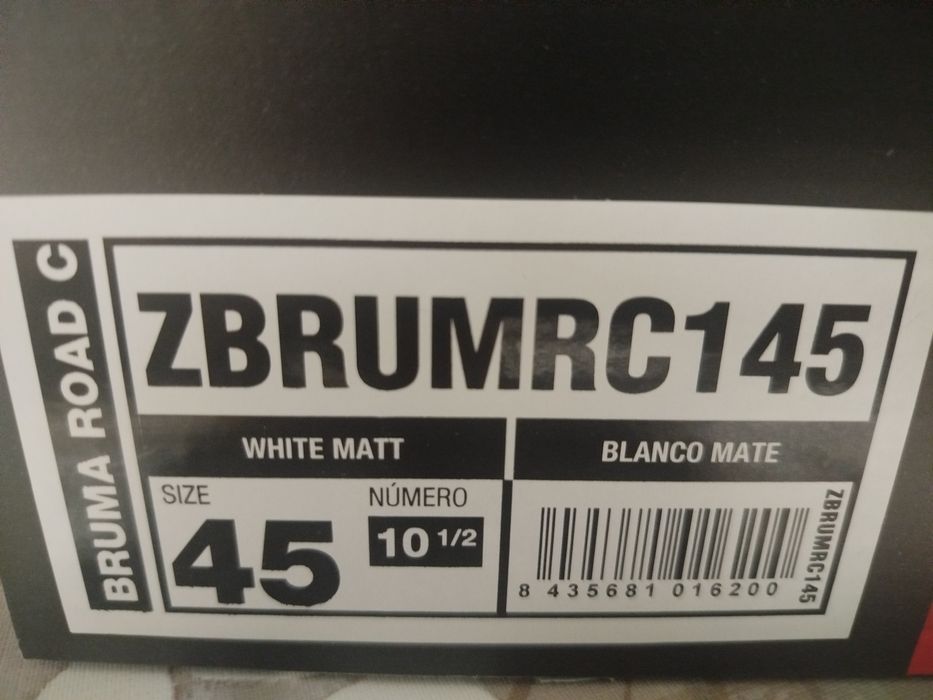 BRUMA ROAD C
ZBRUMRC145
WHITE MATT
BLANCO MATE
SIZE
45
NÚMERO
10 1/2
8 435681 016200
ZBRUMRC145